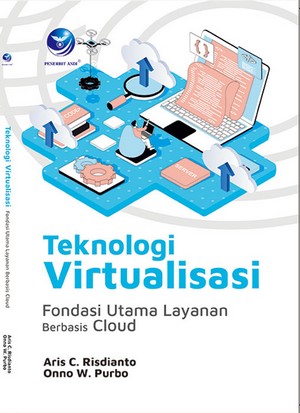 PENERBIT ANDI
Teknologi
Virtualisasi
Fondasi Utama Layanan
Berbasis Cloud
Aris C. Risdianto
Onno W. Purbo
Teknologi Virtualisasi
Fondasi Utama Layanan Berbasis Cloud
Aris C. Risdianto
Onno W. Purbo